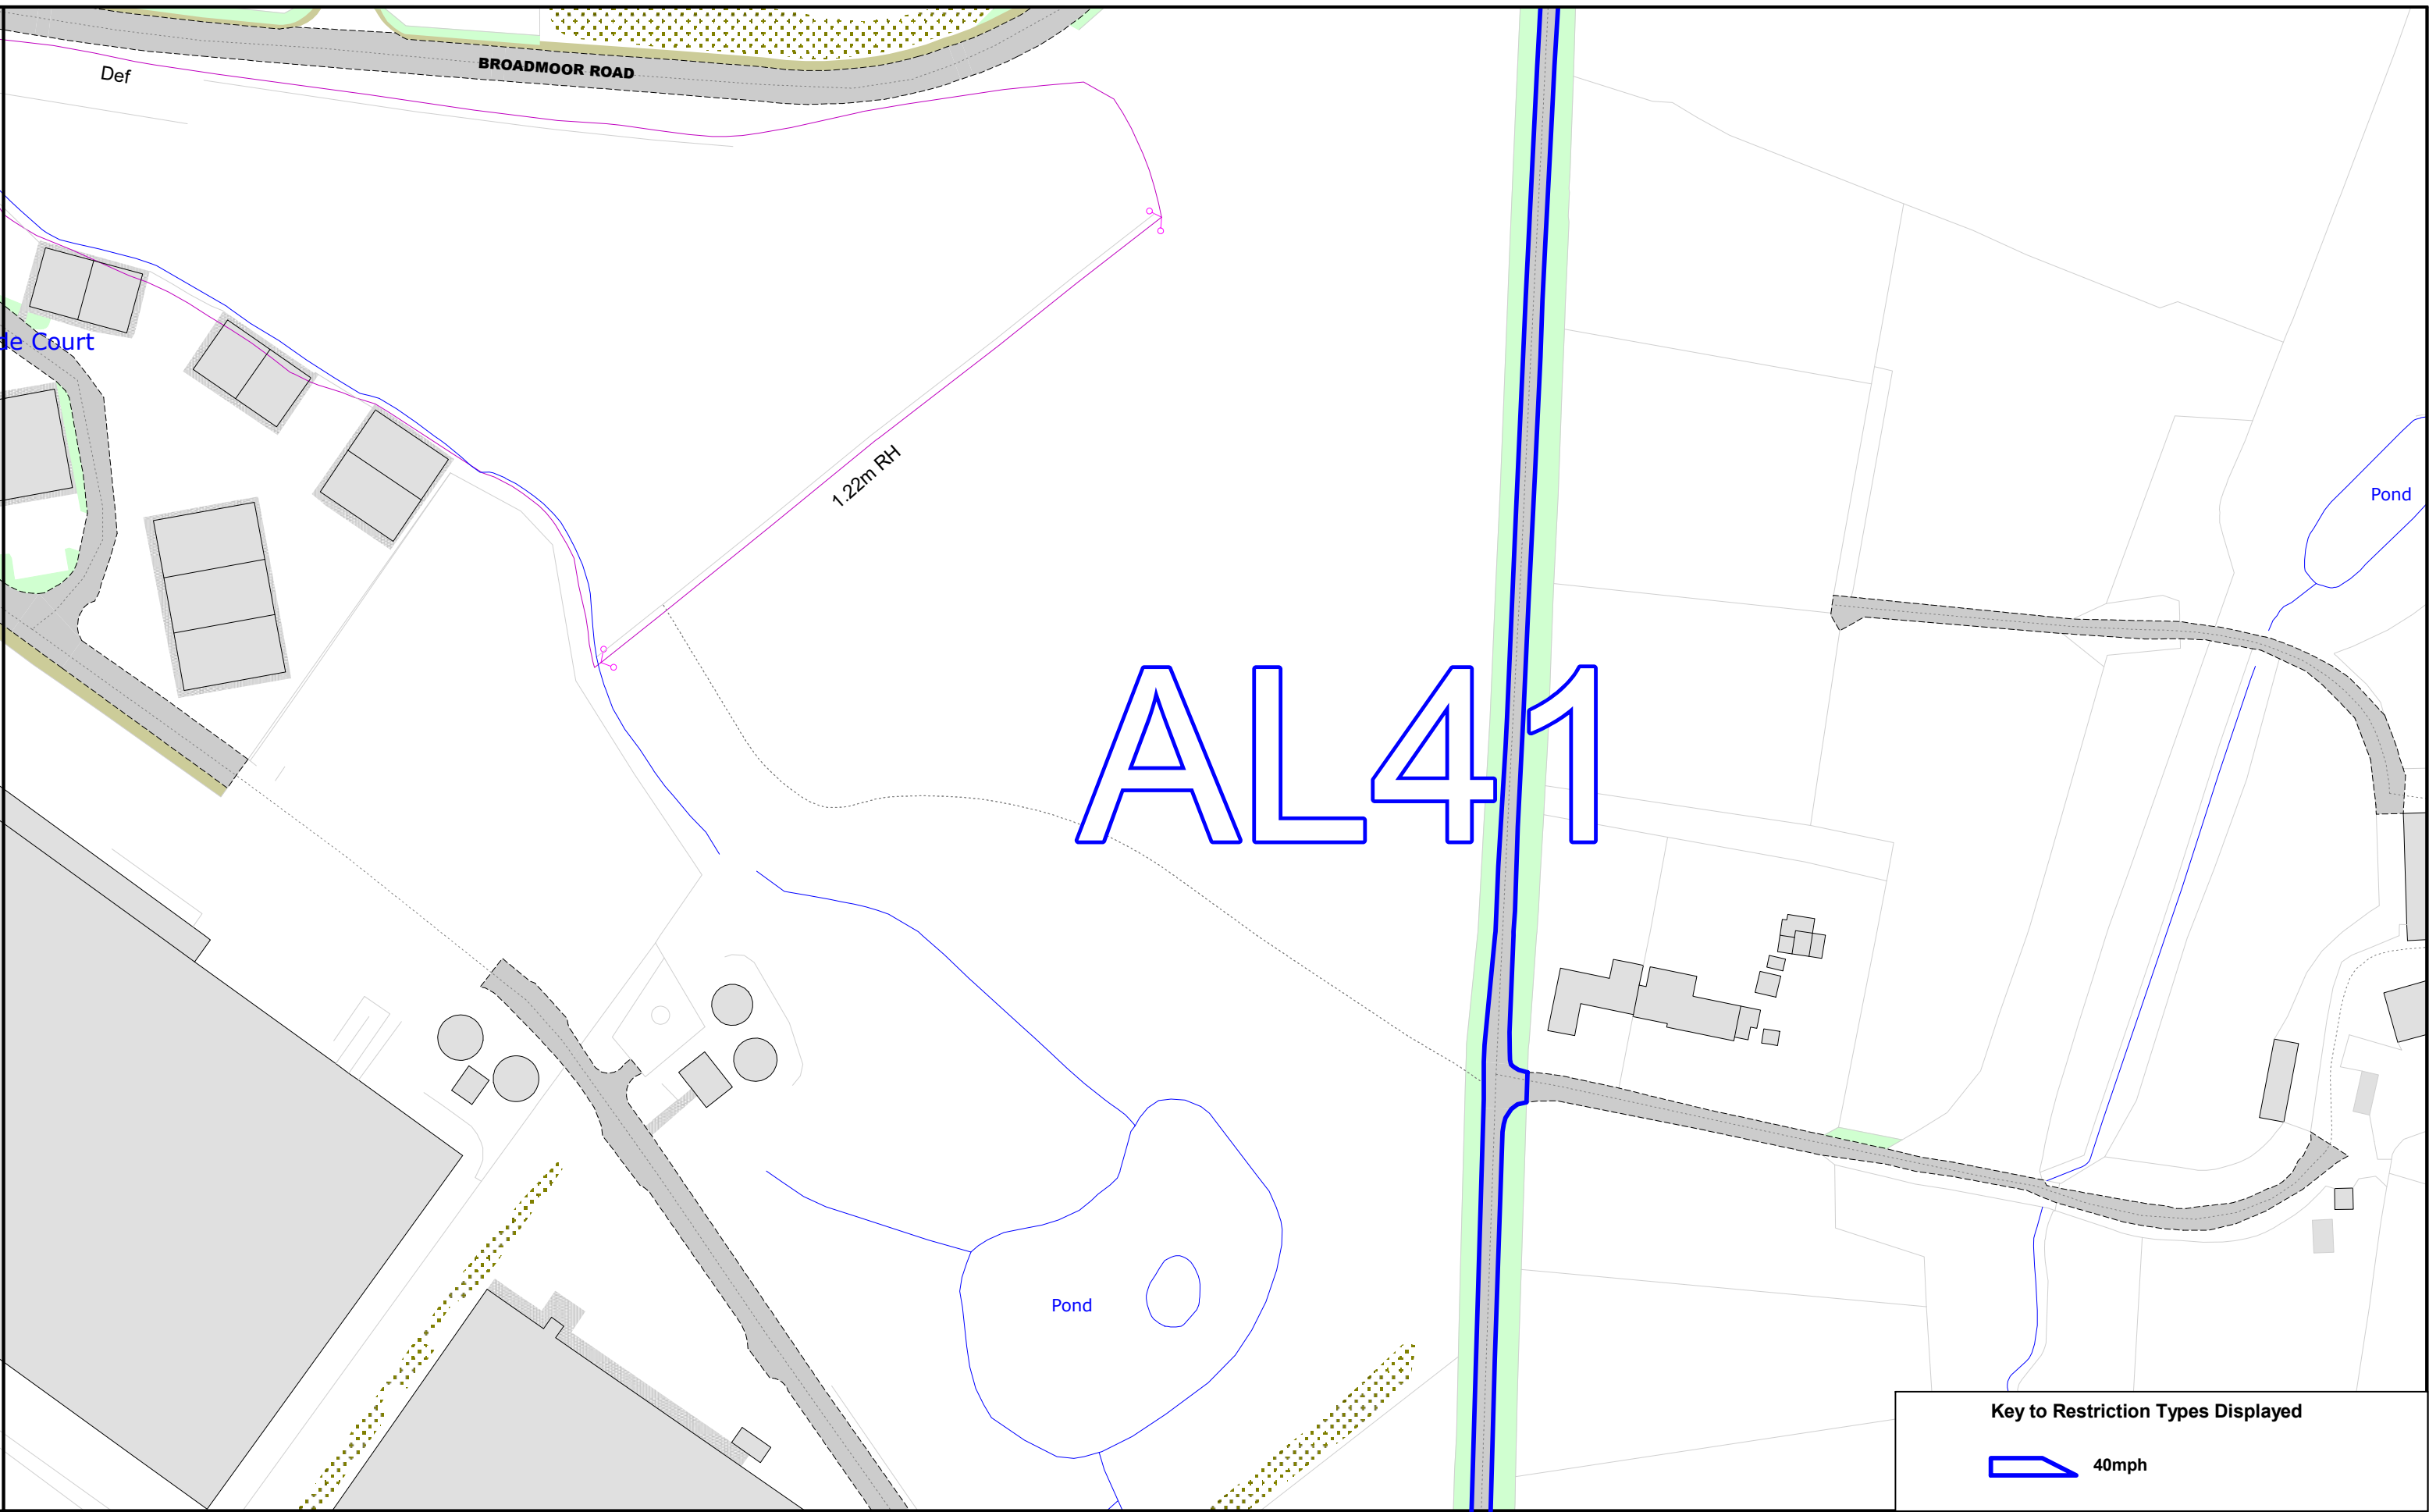 BROADMOOR ROAD
Def
de Court
1.22m RH
Pond
AL41
Pond
Key to Restriction Types Displayed
40mph